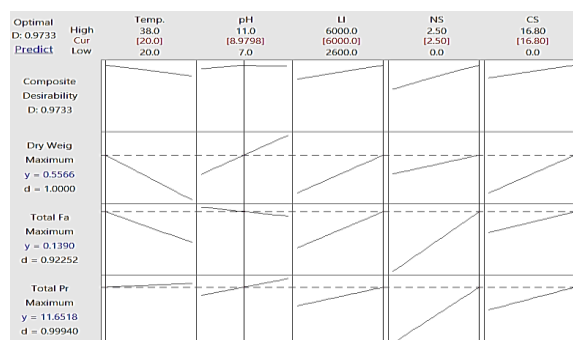 Optimal
D: 0.9733
Predict
High
Cur
Low
Temp.
38.0
[20.0]
20.0
pH
11.0
[8.9798]
7.0
LI
6000.0
[6000.0]
2600.0
NS
2.50
[2.50]
0.0
CS
16.80
[16.80]
0.0
Composite
Desirability
D: 0.9733
Dry Weig
Maximum
y = 0.5566
d = 1.0000
Total Fa
Maximum
y = 0.1390
d = 0.92252
Total Pr
Maximum
y = 11.6518
d = 0.99940